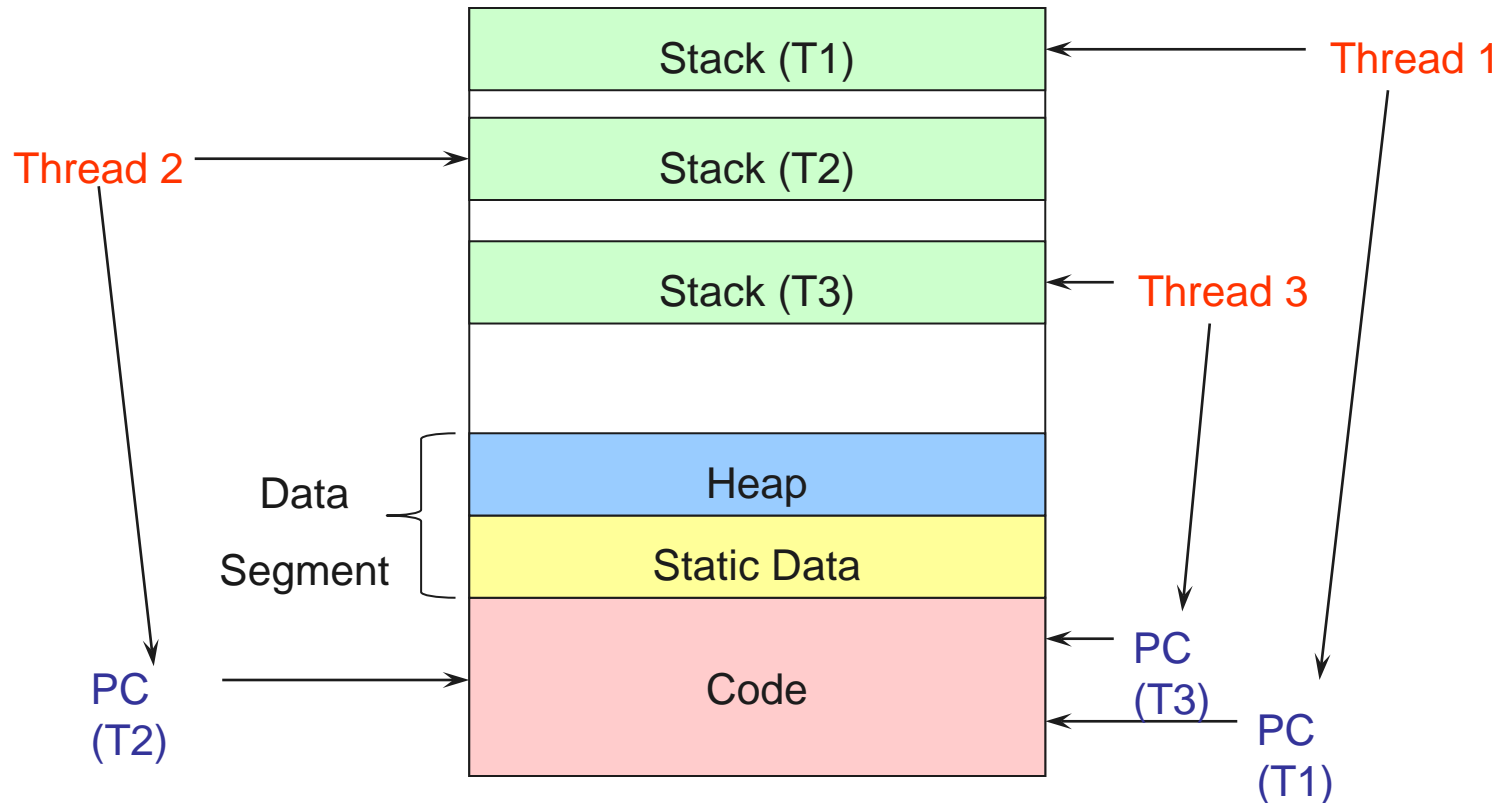 Stack (T1)
Thread 1
Thread 2
Stack (T2)
Stack (T3)
Thread 3
Data
Segment
Heap
Static Data
Code
PC
(T2)
PC
(T3)
PC
(T1)